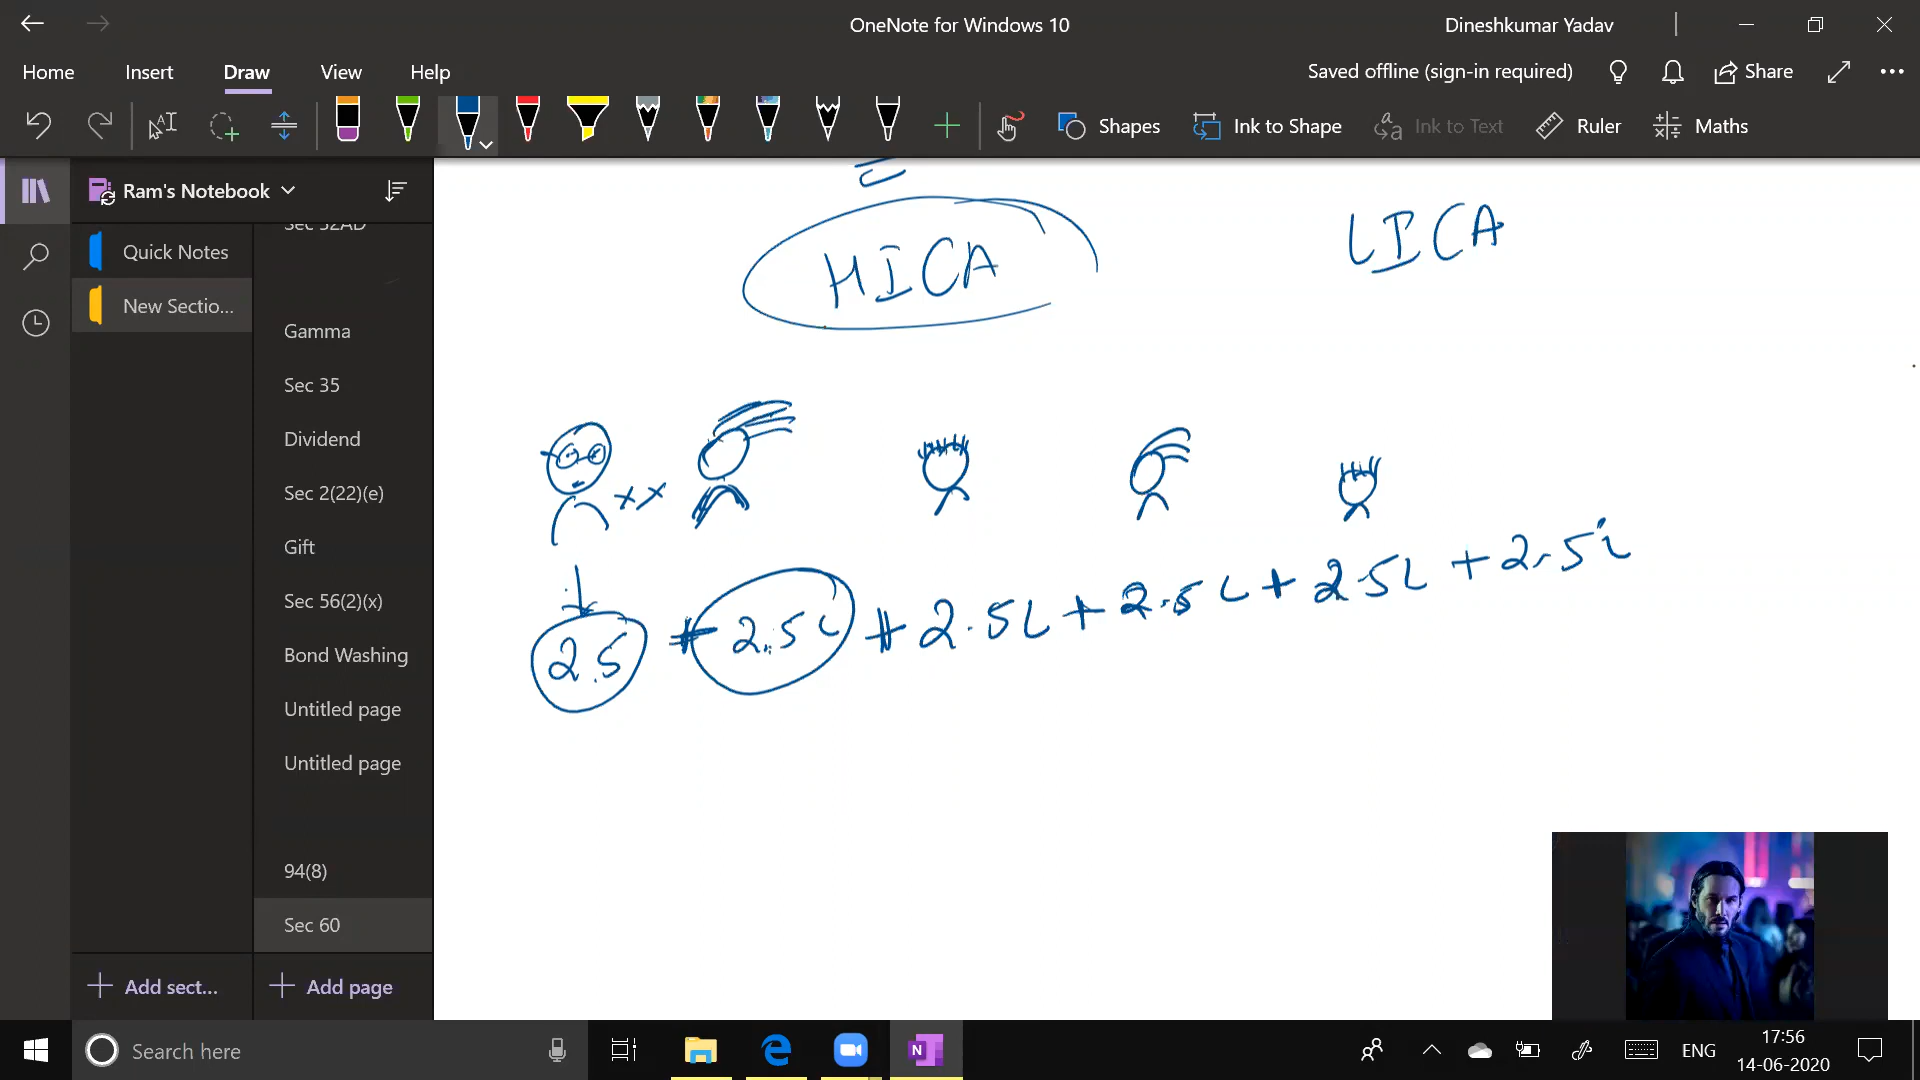 OneNote for Windows 10
Dineshkumar Yadav
Home Insert Draw View Help
Saved offline (sign-in required)
Share
Shapes
Ink to Shape
Ink to Text
Ruler
Maths
Ram's Notebook
Quick Notes
New Sectio...
Sec 32AD
Gamma
Sec 35
Dividend
Sec 2(22)(e)
Gift
Sec 56(2)(x)
Bond Washing
Untitled page
Untitled page
94(8)
Sec 60
Add sect...
Add page
HICA
LICA
xx
2.5 + 2.5L + 2.5L + 2.5L + 2.5L + 2.5L
Search here
ENG
17:56
14-06-2020